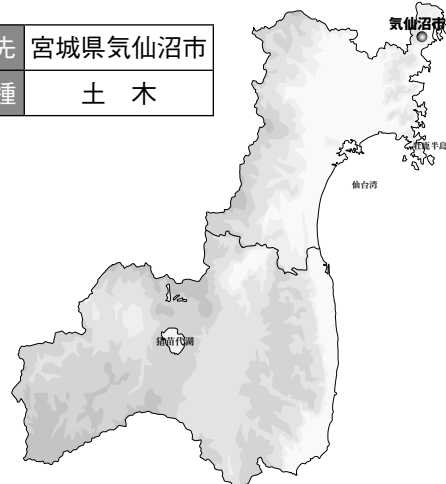 先 宮城県気仙沼市
種 土 木
気仙沼市
牡鹿半島
仙台湾
猪苗代湖